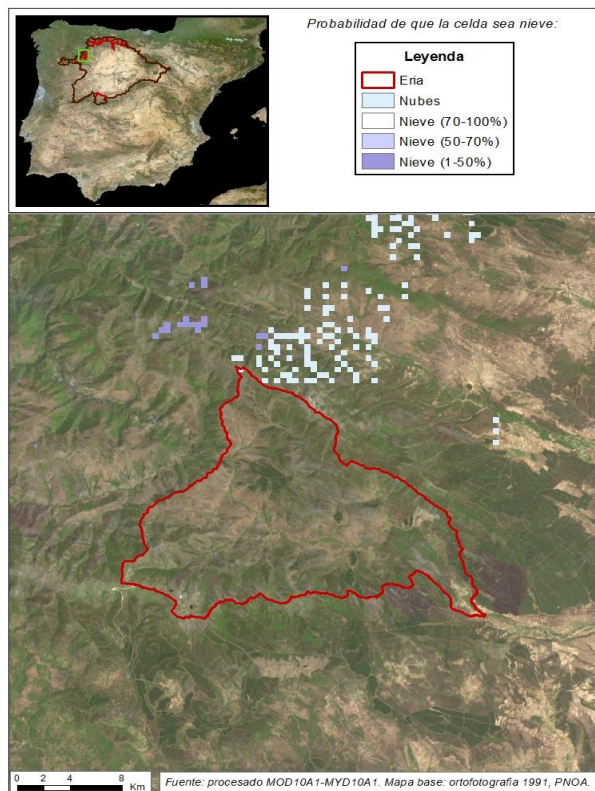 Probabilidad de que la celda sea nieve:
Leyenda
Eria
Nubes
Nieve (70-100%)
Nieve (50-70%)
Nieve (1-50%)
0 2 4 8
Km
Fuente: procesado MOD10A1-MYD10A1. Mapa base: ortofotografia 1991, PNOA.